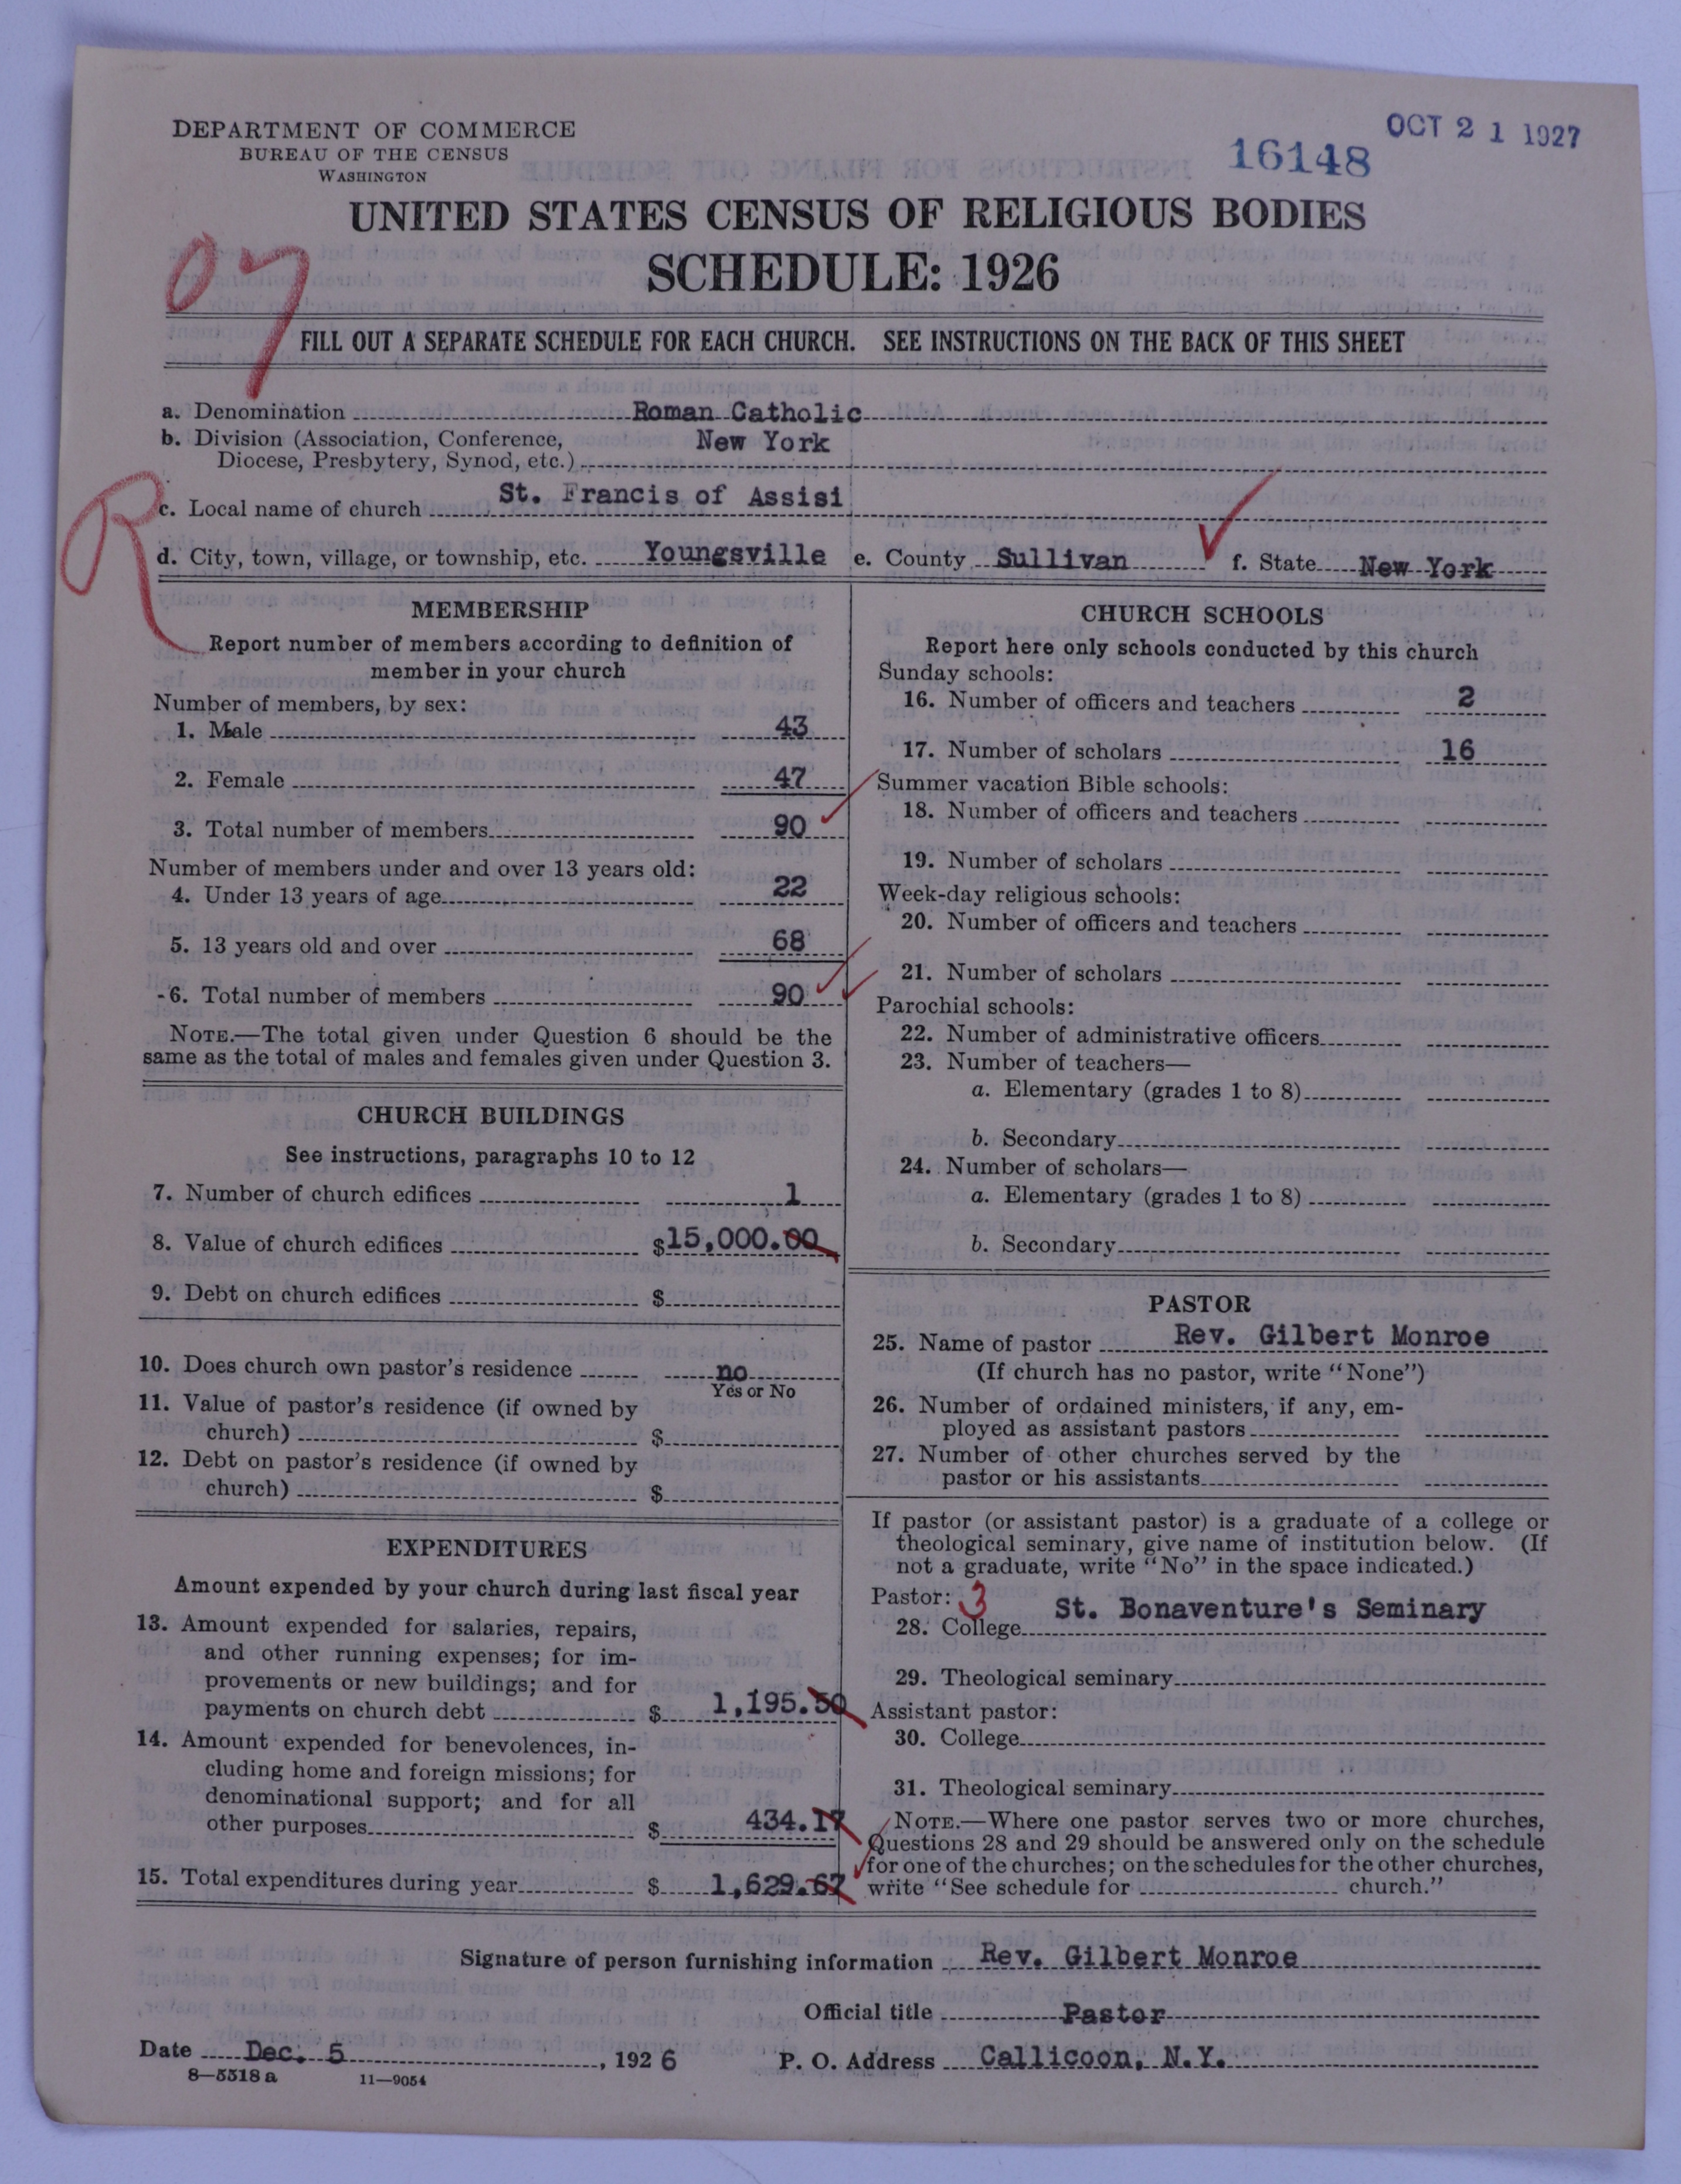 DEPARTMENT OF COMMERCE
BUREAU OF THE CENSUS
WASHINGTON
16148
OCT 21 1927
UNITED STATES CENSUS OF RELIGIOUS BODIES
SCHEDULE: 1926
07
FILL OUT A SEPARATE SCHEDULE FOR EACH CHURCH. SEE INSTRUCTIONS ON THE BACK OF THIS SHEET
a. Denomination Roman Catholic
b. Division (Association, Conference, New York
Diocese, Presbytery, Synod, etc.)
R
c. Local name of church St. Francis of Assisi
d. City, town, village, or township, etc. Youngsville e. County Sullivan f. State New York
MEMBERSHIP
Report number of members according to definition of
member in your church
Number of members, by sex:
1. Male 43
2. Female 47
3. Total number of members 90
Number of members under and over 13 years old:
4. Under 13 years of age 22
5. 13 years old and over 68
-6. Total number of members 90
NOTE.—The total given under Question 6 should be the
same as the total of males and females given under Question 3.
CHURCH BUILDINGS
See instructions, paragraphs 10 to 12
7. Number of church edifices 1
8. Value of church edifices $15,000.00
9. Debt on church edifices $
10. Does church own pastor's residence no
Yes or No
11. Value of pastor's residence (if owned by
church) $
12. Debt on pastor's residence (if owned by
church) $
EXPENDITURES
Amount expended by your church during last fiscal year
13. Amount expended for salaries, repairs,
and other running expenses; for im-
provements or new buildings; and for
payments on church debt $ 1,195.50
14. Amount expended for benevolences, in-
cluding home and foreign missions; for
denominational support; and for all
other purposes $ 434.17
15. Total expenditures during year $ 1,629.67
CHURCH SCHOOLS
Report here only schools conducted by this church
Sunday schools:
16. Number of officers and teachers 2
17. Number of scholars 16
Summer vacation Bible schools:
18. Number of officers and teachers
19. Number of scholars
Week-day religious schools:
20. Number of officers and teachers
21. Number of scholars
Parochial schools:
22. Number of administrative officers
23. Number of teachers—
a. Elementary (grades 1 to 8)
b. Secondary
24. Number of scholars—
a. Elementary (grades 1 to 8)
b. Secondary
PASTOR
25. Name of pastor Rev. Gilbert Monroe
(If church has no pastor, write "None")
26. Number of ordained ministers, if any, em-
ployed as assistant pastors
27. Number of other churches served by the
pastor or his assistants
If pastor (or assistant pastor) is a graduate of a college or
theological seminary, give name of institution below. (If
not a graduate, write "No" in the space indicated.)
Pastor: 3
28. College St. Bonaventure's Seminary
29. Theological seminary
Assistant pastor:
30. College
31. Theological seminary
NOTE.—Where one pastor serves two or more churches,
Questions 28 and 29 should be answered only on the schedule
for one of the churches; on the schedules for the other churches,
write "See schedule for church."
Signature of person furnishing information Rev. Gilbert Monroe
Official title Pastor
Date Dec. 5, 1926 P. O. Address Callicoon, N.Y.
8—5518 a 11—9054